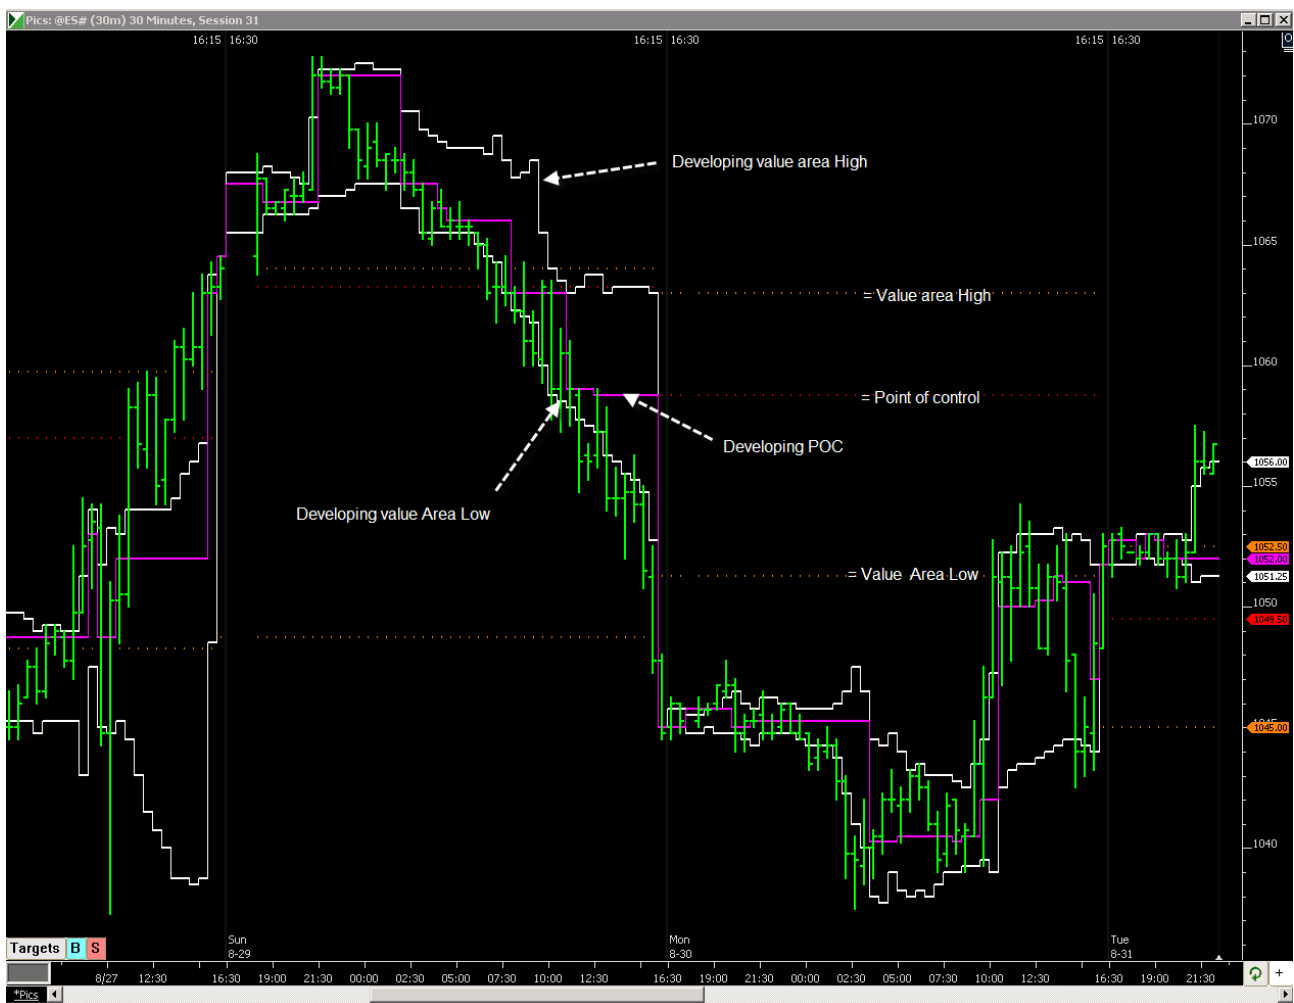 Pics: @ES# (30m) 30 Minutes, Session 31
16:15 16:30
16:15 16:30
16:15 16:30
1070
Developing value area High
1065
= Value area High
1060
= Point of control
Developing POC
1056.00
1055
Developing value Area Low
1052.50
1052.00
= Value Area Low
1051.25
1050
1049.50
1045.00
1040
Targets B S
Sun
8-29
Mon
8-30
Tue
8-31
8/27 12:30 16:30 19:00 21:30 00:00 02:30 05:00 07:30 10:00 12:30 16:30 19:00 21:30 00:00 02:30 05:00 07:30 10:00 12:30 16:30 19:00 21:30
*Pics